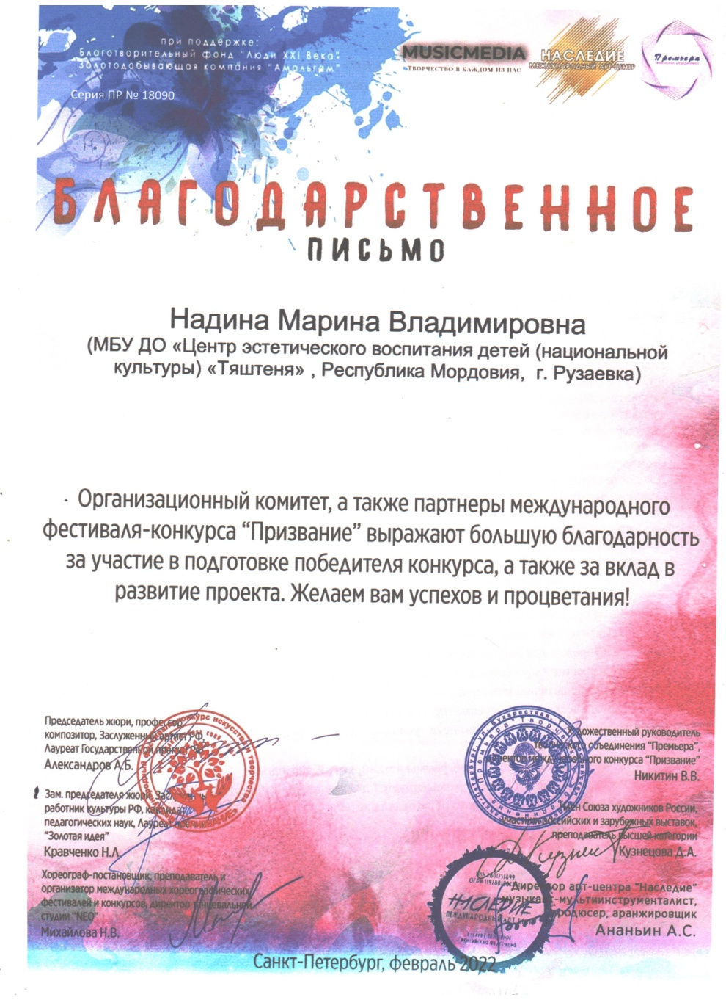 при поддержке:
Благотворительный фонд "Люди XXI Века",
Золотодобывающая компания "Амальгам"
Серия ПР № 18090
MUSICMEDIA
ТВОРЧЕСТВО В КАЖДОМ ИЗ НАС
НАСЛЕДИЕ
МЕЖДУНАРОДНЫЙ АРТ-ЦЕНТР
Премьера
БЛАГОДАРСТВЕННОЕ
ПИСЬМО
Надина Марина Владимировна
(МБУ ДО «Центр эстетического воспитания детей (национальной
культуры) «Тяштеня» , Республика Мордовия, г. Рузаевка)
Организационный комитет, а также партнеры международного
фестиваля-конкурса “Призвание” выражают большую благодарность
за участие в подготовке победителя конкурса, а также за вклад в
развитие проекта. Желаем вам успехов и процветания!
Председатель жюри, профессор
композитор, Заслуженный артист РФ,
Лауреат Государственной премии РФ
Александров А.Б.
Зам. председателя жюри, Заслуженный
работник культуры РФ, кандидат
педагогических наук, Лауреат премии
“Золотая идея”
Кравченко Н.Л.
Хореограф-постановщик, преподаватель и
организатор международных хореографических
фестивалей и конкурсов, директор танцевальной
студии “NEO”
Михайлова Н.В.
Художественный руководитель
творческого объединения “Премьера”,
директор международного конкурса “Призвание”
Никитин В.В.
Член Союза художников России,
участник российских и зарубежных выставок,
преподаватель высшей категории
Кузнецова Д.А.
Директор арт-центра "Наследие"
музыкант-мультиинструменталист,
продюсер, аранжировщик
Ананьин А.С.
НАСЛЕДИЕ
Санкт-Петербург, февраль 2022